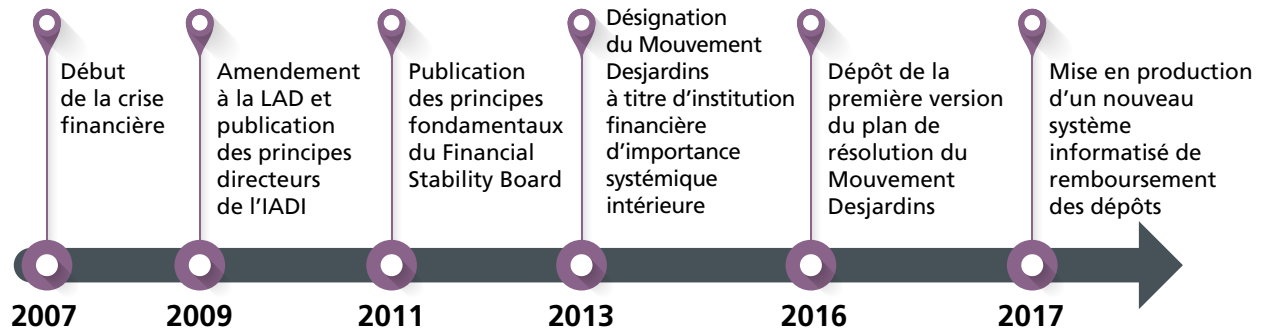 Début
de la crise
financière
2007
Amendement
à la LAD et
publication
des principes
directeurs
de l’IADI
2009
Publication
des principes
fondamentaux
du Financial
Stability Board
2011
Désignation
du Mouvement
Desjardins
à titre d’institution
financière
d’importance
systémique
intérieure
2013
Dépôt de la
première version
du plan de
résolution du
Mouvement
Desjardins
2016
Mise en production
d’un nouveau
système
informatisé de
remboursement
des dépôts
2017